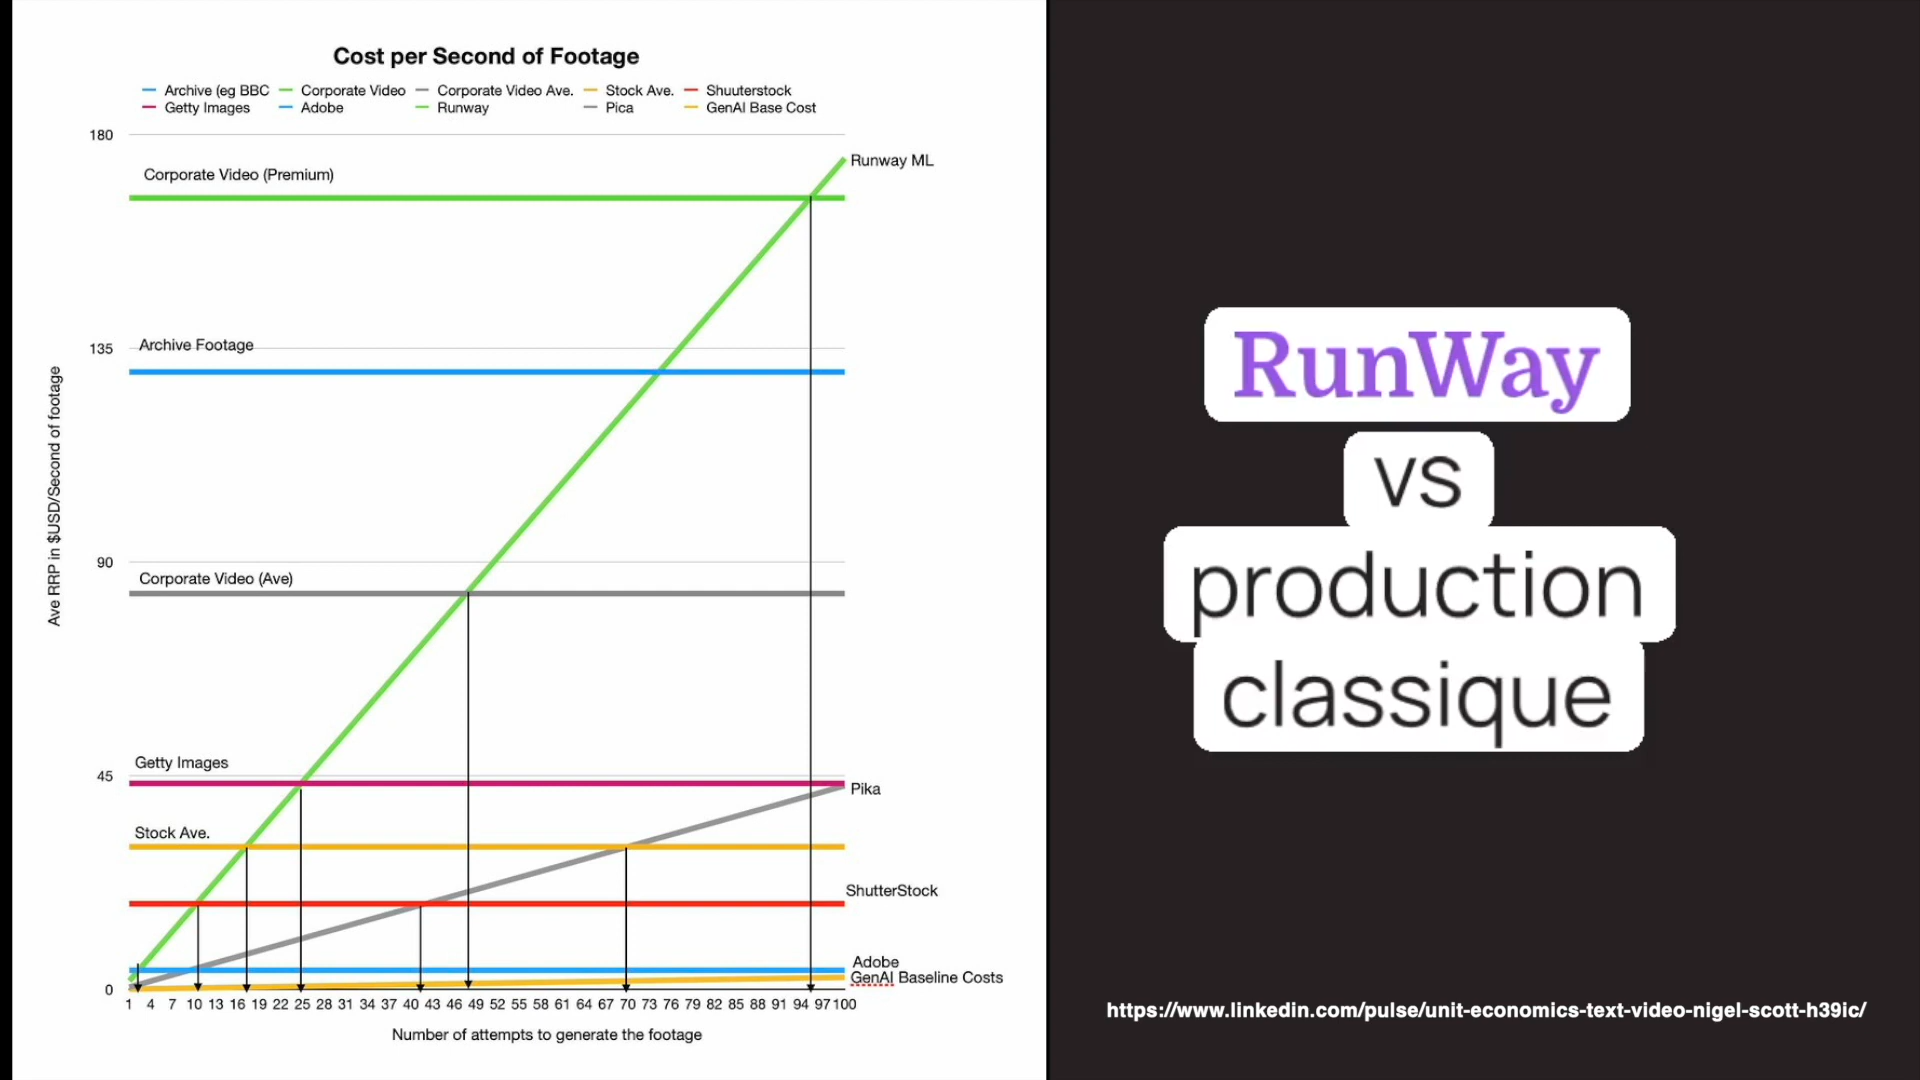 Cost per Second of Footage
Archive (eg BBC Corporate Video Corporate Video Ave. Stock Ave. Shuuterstock
Getty Images Adobe Runway Pica GenAI Base Cost
180
Runway ML
Corporate Video (Premium)
135
Archive Footage
Ave RRP in $USD/Second of footage
90
Corporate Video (Ave)
Getty Images
45
Pika
Stock Ave.
ShutterStock
Adobe
GenAI Baseline Costs
0
1 4 7 10 13 16 19 22 25 28 31 34 37 40 43 46 49 52 55 58 61 64 67 70 73 76 79 82 85 88 91 94 97 100
Number of attempts to generate the footage
RunWay
vs
production
classique
https://www.linkedin.com/pulse/unit-economics-text-video-nigel-scott-h39ic/